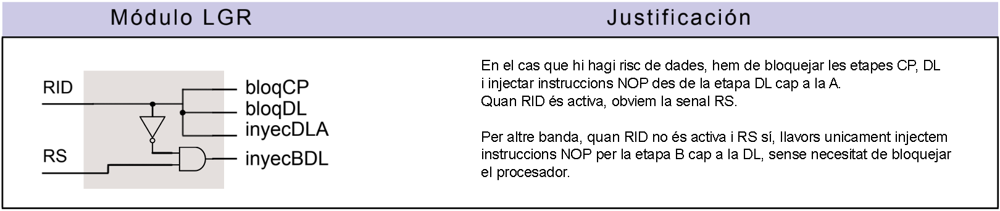 Módulo LGR
Justificación
RID
RS
bloqCP
bloqDL
inyecDLA
inyecBDL
En el cas que hi hagi risc de dades, hem de bloquejar les etapes CP, DL
i injectar instruccions NOP des de la etapa DL cap a la A.
Quan RID és activa, obviem la senal RS.
Per altre banda, quan RID no és activa i RS sí, llavors unicament injectem
instruccions NOP per la etapa B cap a la DL, sense necesitat de bloquejar
el procesador.